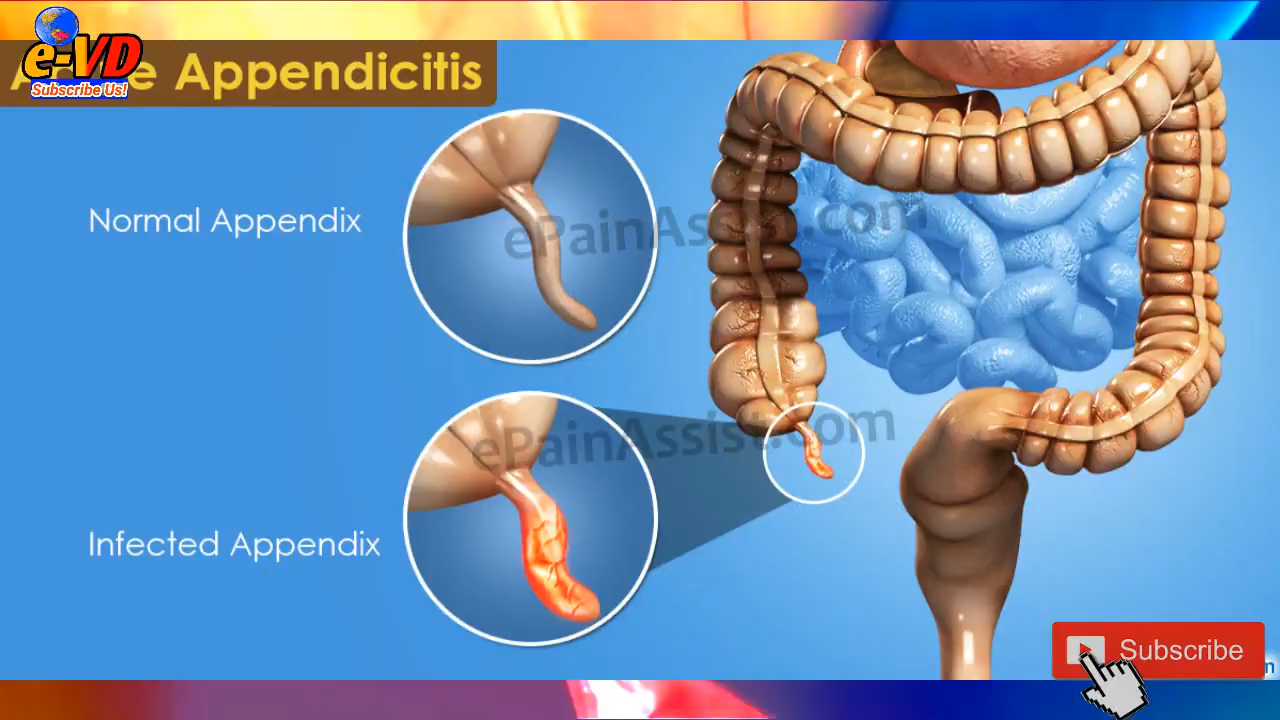 e-VD
Subscribe Us!
Appendicitis
Normal Appendix
ePainAssist.com
ePainAssist.com
Infected Appendix
Subscribe